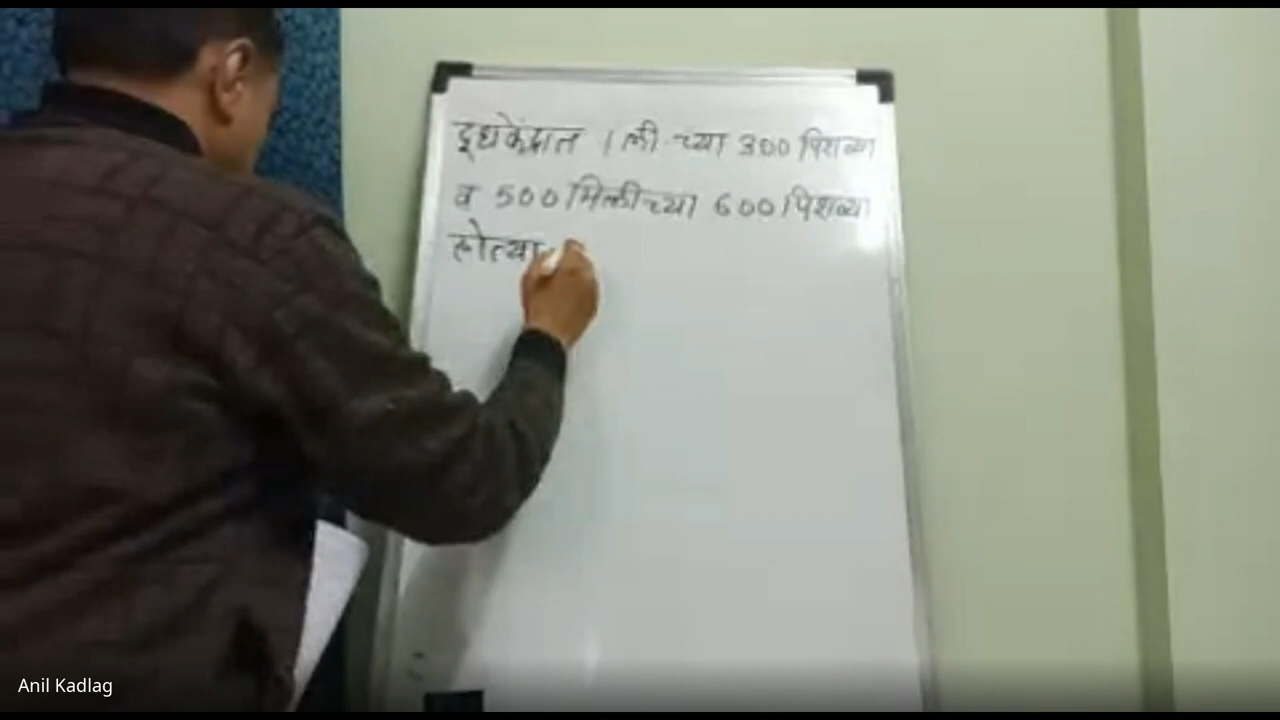 दुधकेंद्रात 1 ली च्या 300 पिशव्या
व 500 मिलीच्या 600 पिशव्या
होत्या
Anil Kadlag